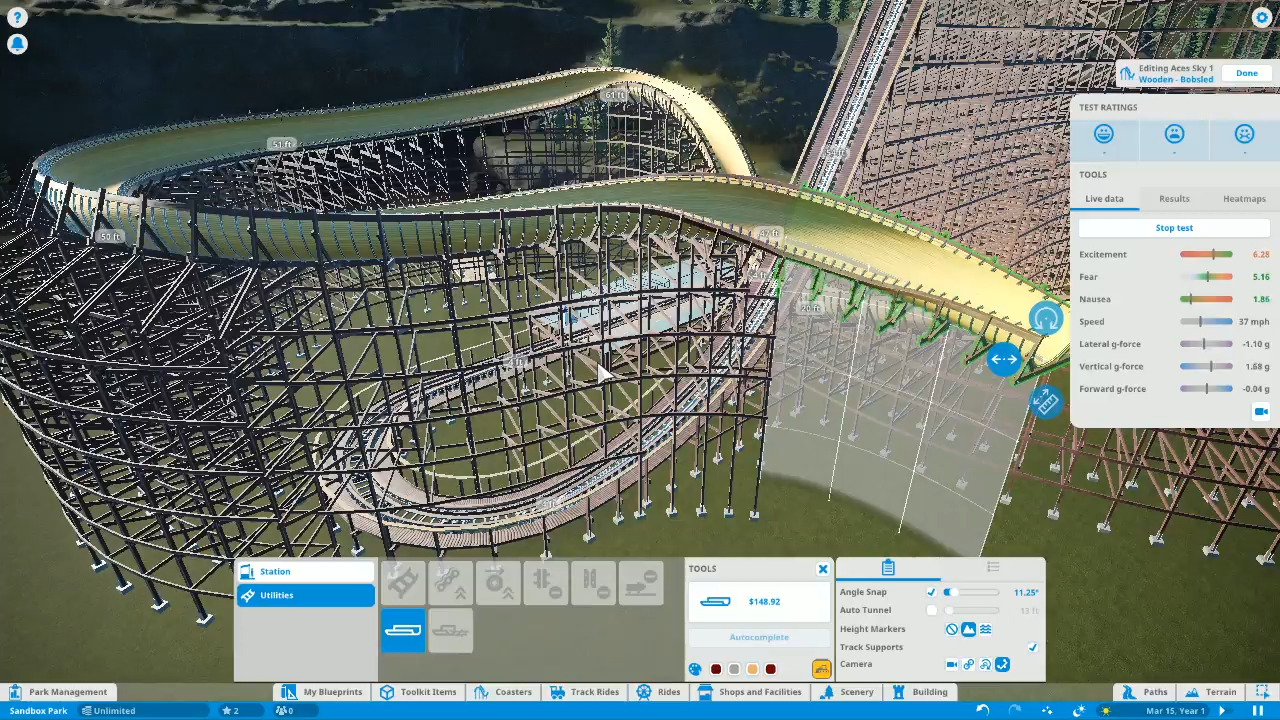 ?
61 ft
Editing Aces Sky 1
Wooden - Bobsled
Done
TEST RATINGS
-
-
-
TOOLS
Live data
Results
Heatmaps
Stop test
Excitement
6.28
Fear
5.16
Nausea
1.86
Speed
37 mph
Lateral g-force
-1.10 g
Vertical g-force
1.68 g
Forward g-force
-0.04 g
51 ft
50 ft
47 ft
20 ft
Station
Utilities
TOOLS
$148.92
Autocomplete
Angle Snap
11.25°
Auto Tunnel
13 ft
Height Markers
Track Supports
Camera
Park Management
My Blueprints
Toolkit Items
Coasters
Track Rides
Rides
Shops and Facilities
Scenery
Building
Paths
Terrain
Sandbox Park
Unlimited
2
0
Mar 15, Year 1